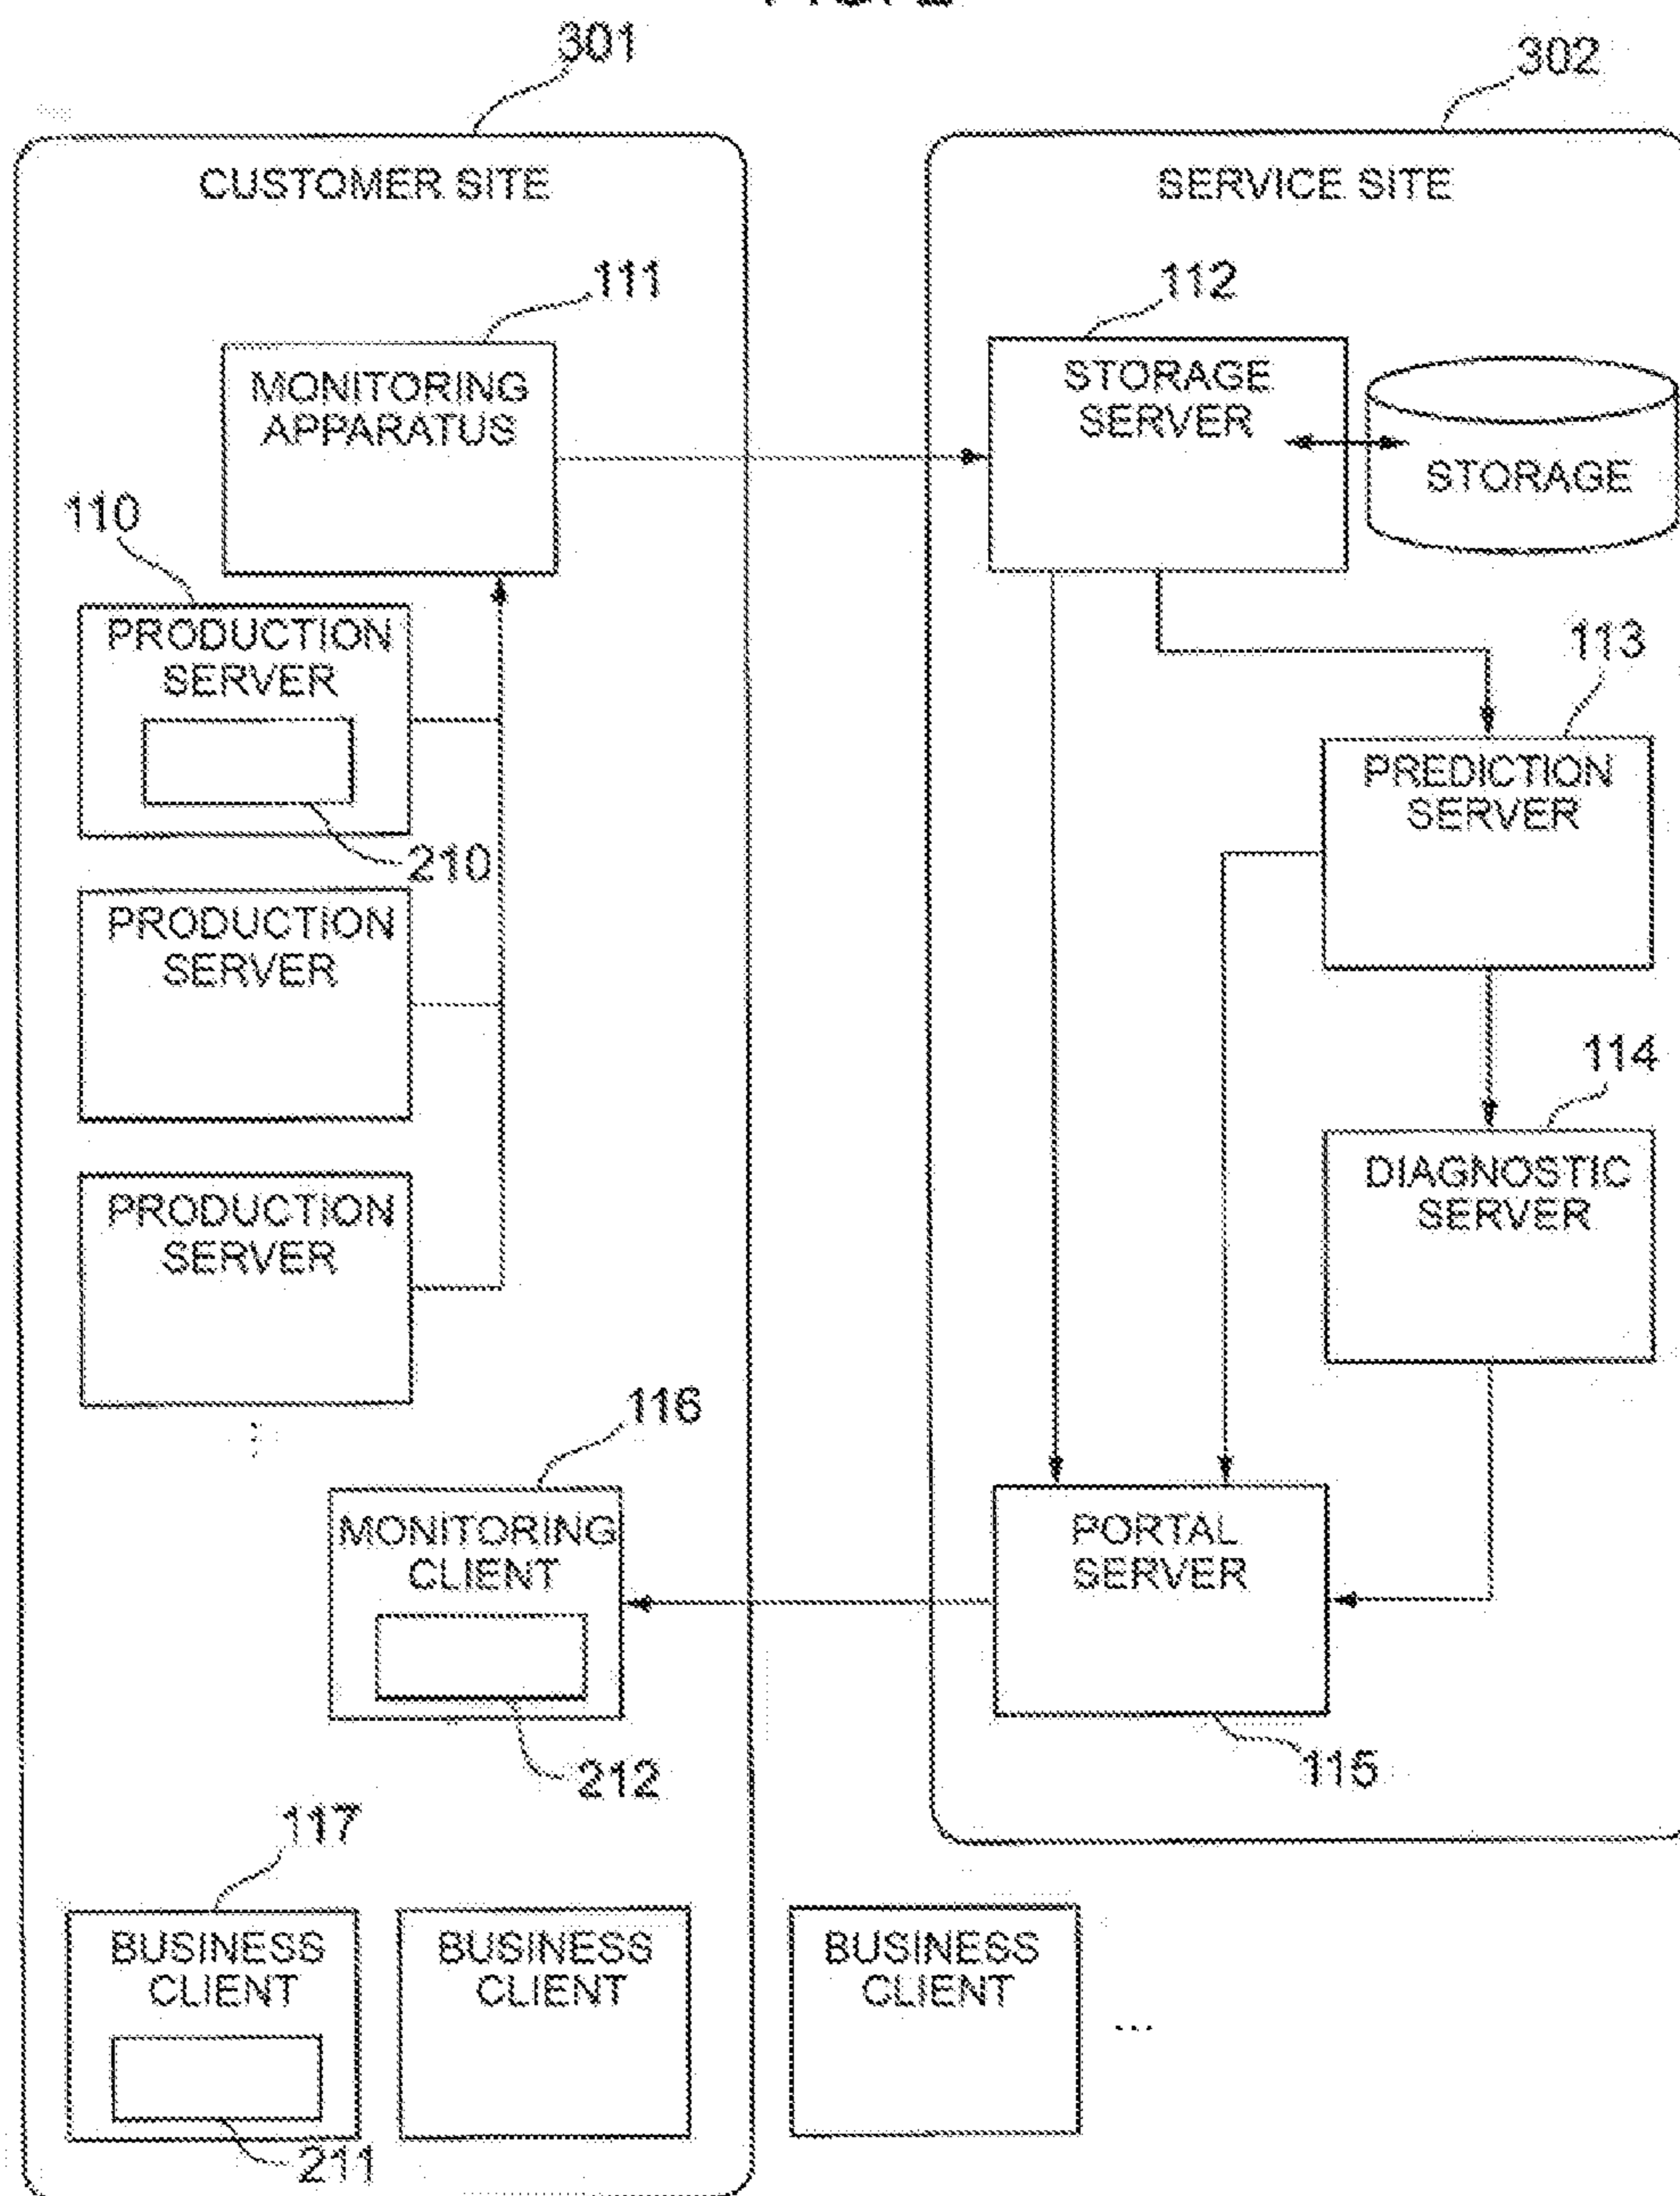 301
302
CUSTOMER SITE
SERVICE SITE
111
112
MONITORING
APPARATUS
STORAGE
SERVER
STORAGE
110
PRODUCTION
SERVER
113
PREDICTION
SERVER
210
PRODUCTION
SERVER
114
DIAGNOSTIC
SERVER
PRODUCTION
SERVER
116
MONITORING
CLIENT
PORTAL
SERVER
212
115
117
BUSINESS
CLIENT
BUSINESS
CLIENT
BUSINESS
CLIENT
...
211